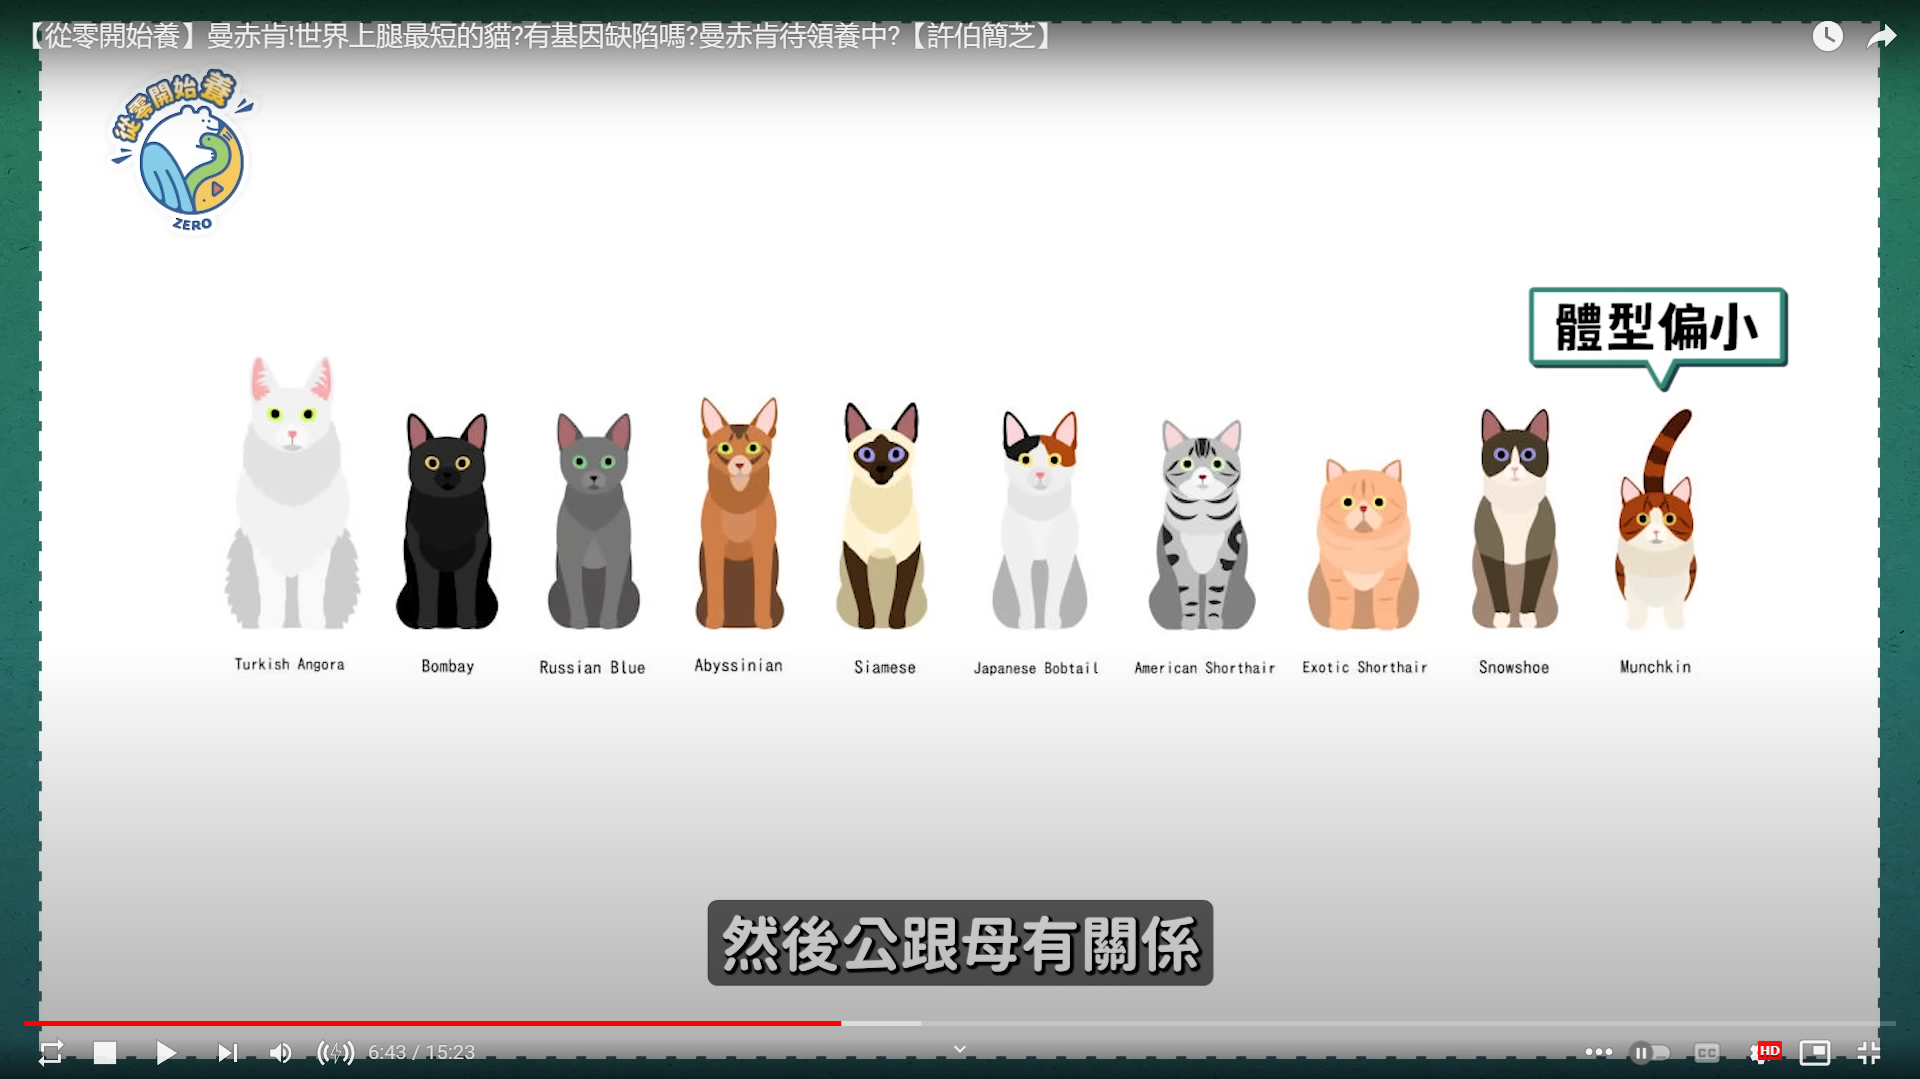 【從零開始養】曼赤肯!世界上腿最短的貓?有基因缺陷嗎?曼赤肯待領養中?【許伯簡芝】
從零開始養
ZERO
體型偏小
Turkish Angora
Bombay
Russian Blue
Abyssinian
Siamese
Japanese Bobtail
American Shorthair
Exotic Shorthair
Snowshoe
Munchkin
然後公跟母有關係
6:43 / 15:23
CC
HD